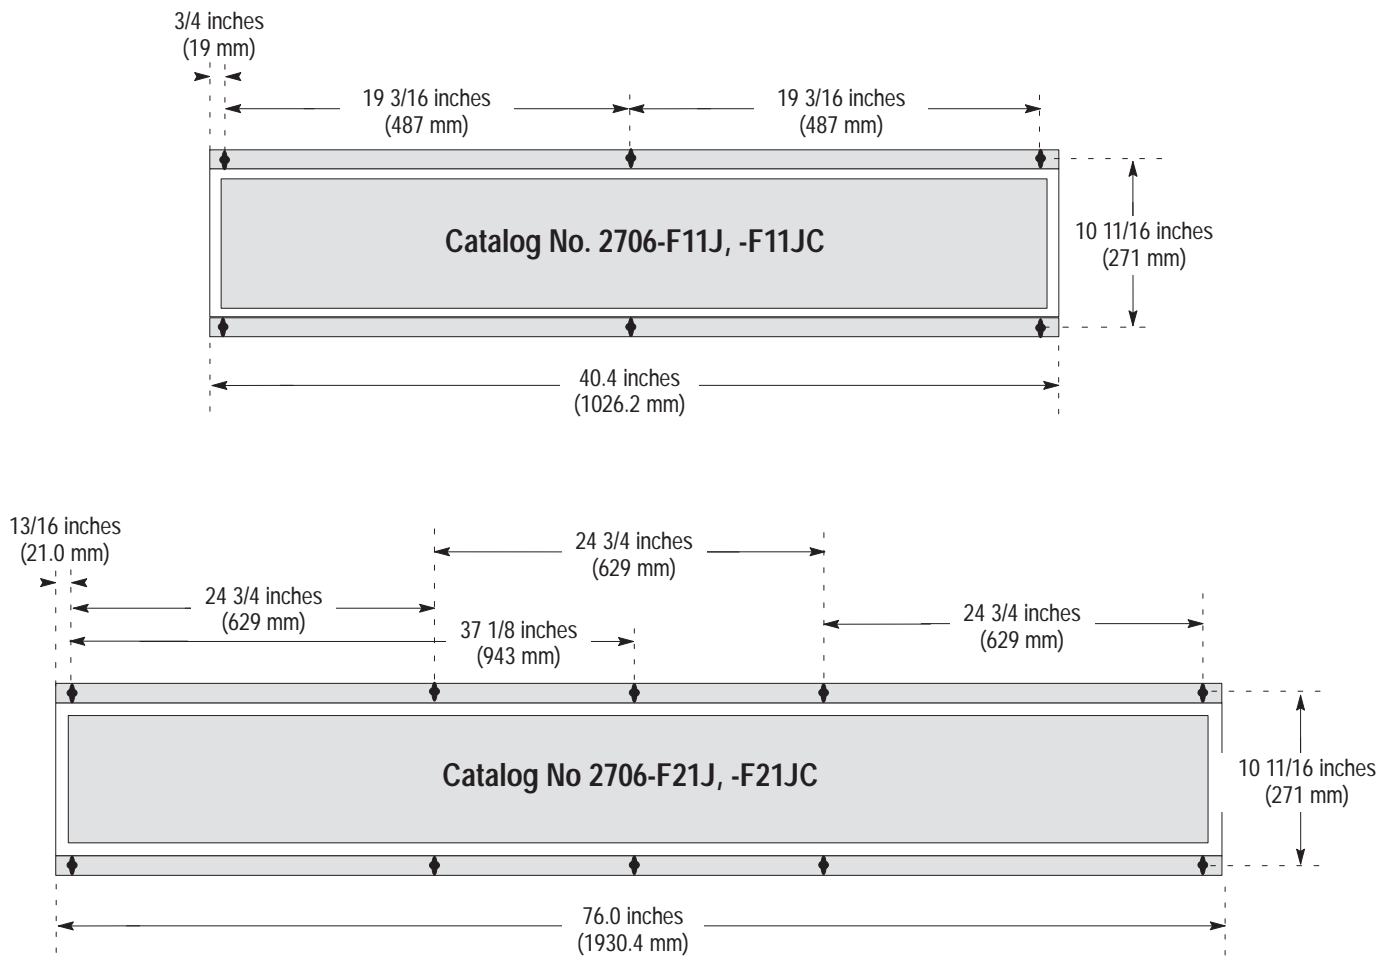 3/4 inches
(19 mm)
19 3/16 inches
(487 mm)
19 3/16 inches
(487 mm)
Catalog No. 2706-F11J, -F11JC
10 11/16 inches
(271 mm)
40.4 inches
(1026.2 mm)
13/16 inches
(21.0 mm)
24 3/4 inches
(629 mm)
24 3/4 inches
(629 mm)
37 1/8 inches
(943 mm)
24 3/4 inches
(629 mm)
Catalog No 2706-F21J, -F21JC
10 11/16 inches
(271 mm)
76.0 inches
(1930.4 mm)